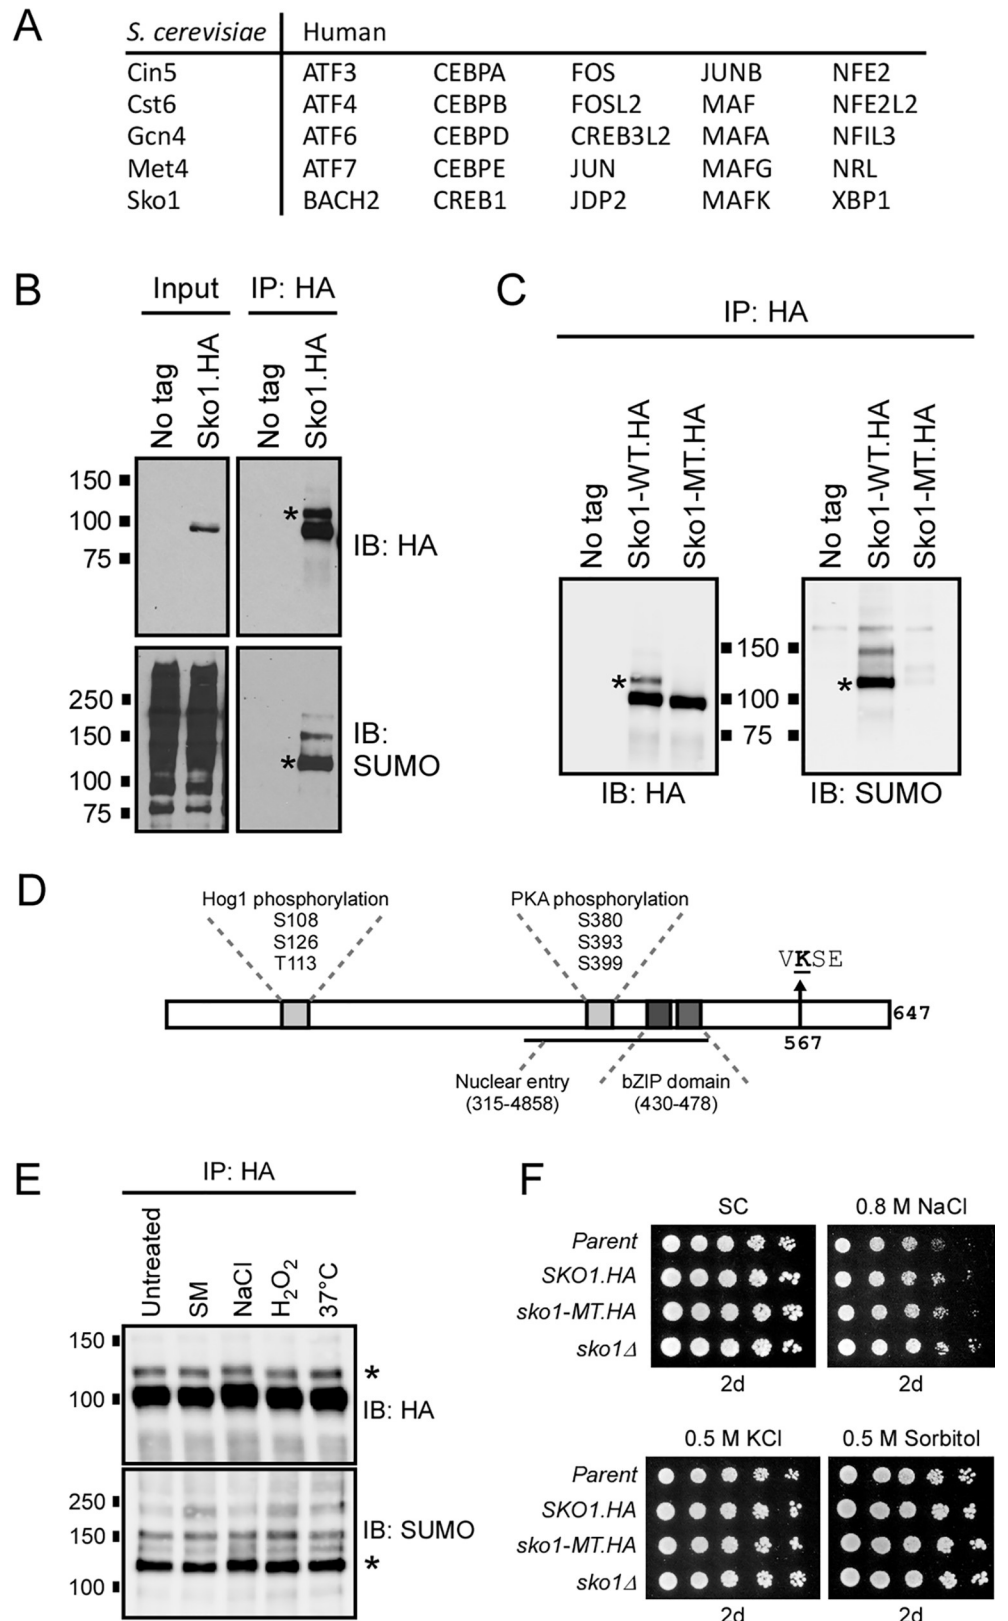 A
S. cerevisiae Human
Cin5 ATF3 CEBPA FOS JUNB NFE2
Cst6 ATF4 CEBPB FOSL2 MAF NFE2L2
Gcn4 ATF6 CEBPD CREB3L2 MAFA NFIL3
Met4 ATF7 CEBPE JUN MAFG NRL
Sko1 BACH2 CREB1 JDP2 MAFK XBP1
B
Input IP: HA
No tag
Sko1.HA
No tag
Sko1.HA
150
100
75
*
IB: HA
250
150
100
75
*
IB:
SUMO
C
IP: HA
No tag
Sko1-WT.HA
Sko1-MT.HA
No tag
Sko1-WT.HA
Sko1-MT.HA
*
150
100
75
*
IB: HA
IB: SUMO
D
Hog1 phosphorylation
S108
S126
T113
PKA phosphorylation
S380
S393
S399
VKSE
647
567
Nuclear entry
(315-4858)
bZIP domain
(430-478)
E
IP: HA
Untreated
SM
NaCl
H2O2
37°C
150
100
*
IB: HA
250
150
100
IB: SUMO
*
F
SC 0.8 M NaCl
Parent
SKO1.HA
sko1-MT.HA
sko1Δ
2d 2d
0.5 M KCl 0.5 M Sorbitol
Parent
SKO1.HA
sko1-MT.HA
sko1Δ
2d 2d